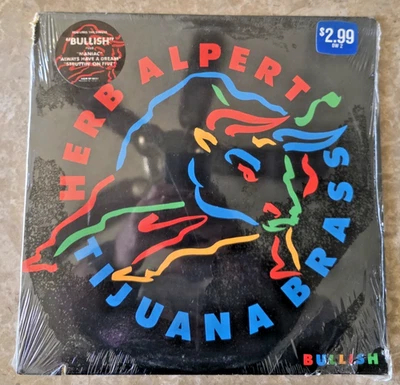 "BULLISH"
"MANIAC"
"ALWAYS HAVE A DREAM"
"STRUTTIN' ON FIVE"
$2.99
HERB ALPERT
TIJUANA BRASS
BULLISH